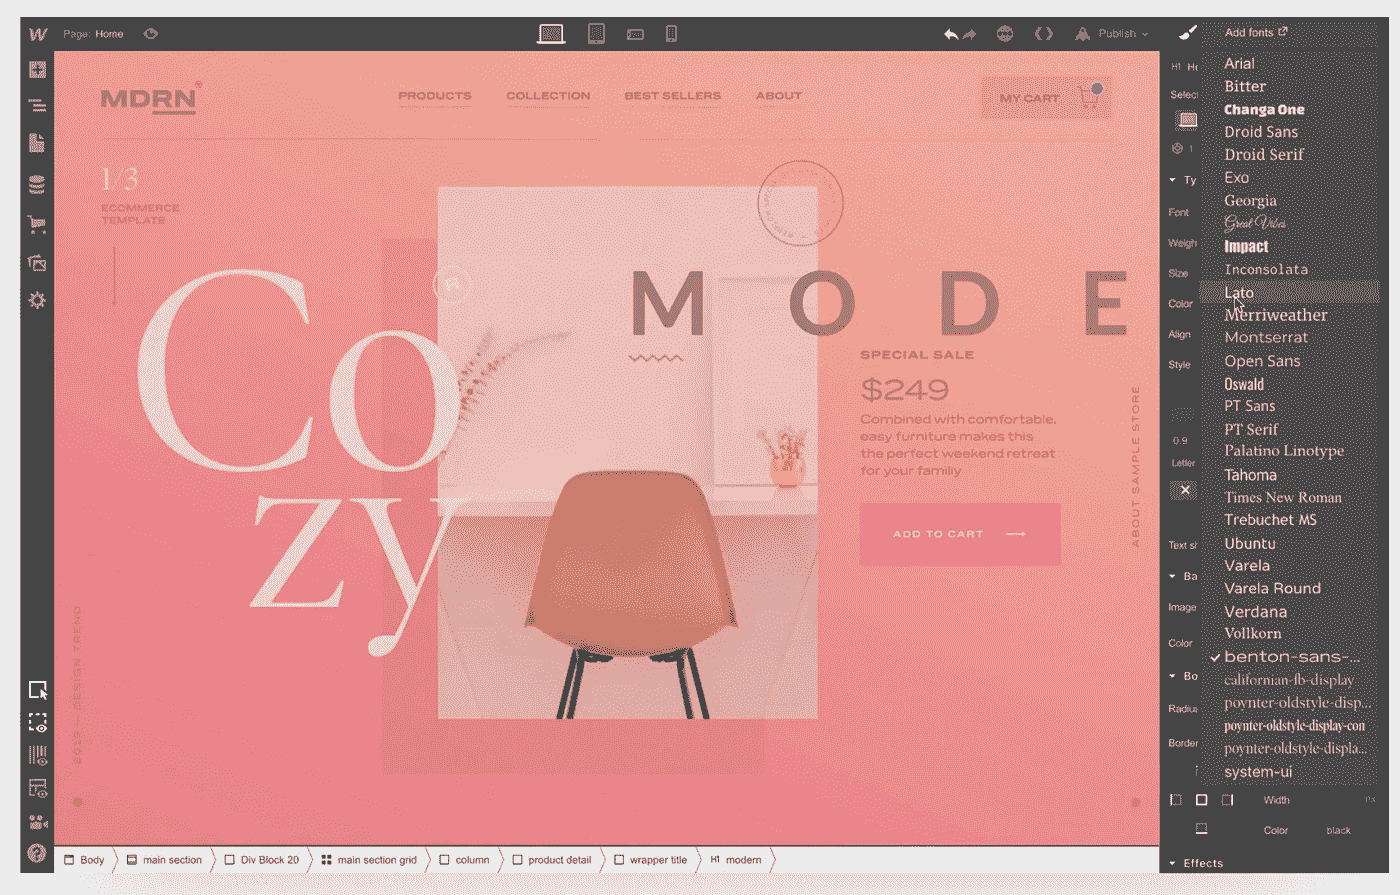 Page: Home
Publish
MDRN
PRODUCTS
COLLECTION
BEST SELLERS
ABOUT
MY CART
1/3
ECOMMERCE
TEMPLATE
Co
zy
MODE
SPECIAL SALE
$249
Combined with comfortable,
easy furniture makes this
the perfect weekend retreat
for your familiy
ADD TO CART
ABOUT SAMPLE STORE
2019 — DESIGN TREND
H1 He
Selec
1
Ty
Font
Weigh
Size
Color
Align
Style
0.9
Letter
Text sh
Ba
Image
Color
Bo
Radiu
Border
Add fonts
Arial
Bitter
Changa One
Droid Sans
Droid Serif
Exo
Georgia
Great Vibes
Impact
Inconsolata
Lato
Merriweather
Montserrat
Open Sans
Oswald
PT Sans
PT Serif
Palatino Linotype
Tahoma
Times New Roman
Trebuchet MS
Ubuntu
Varela
Varela Round
Verdana
Vollkorn
benton-sans-...
californian-fb-display
poynter-oldstyle-disp...
poynter-oldstyle-display-con
poynter-oldstyle-displa...
system-ui
Width
PX
Color black
Effects
Body
main section
Div Block 20
main section grid
column
product detail
wrapper title
H1 modern